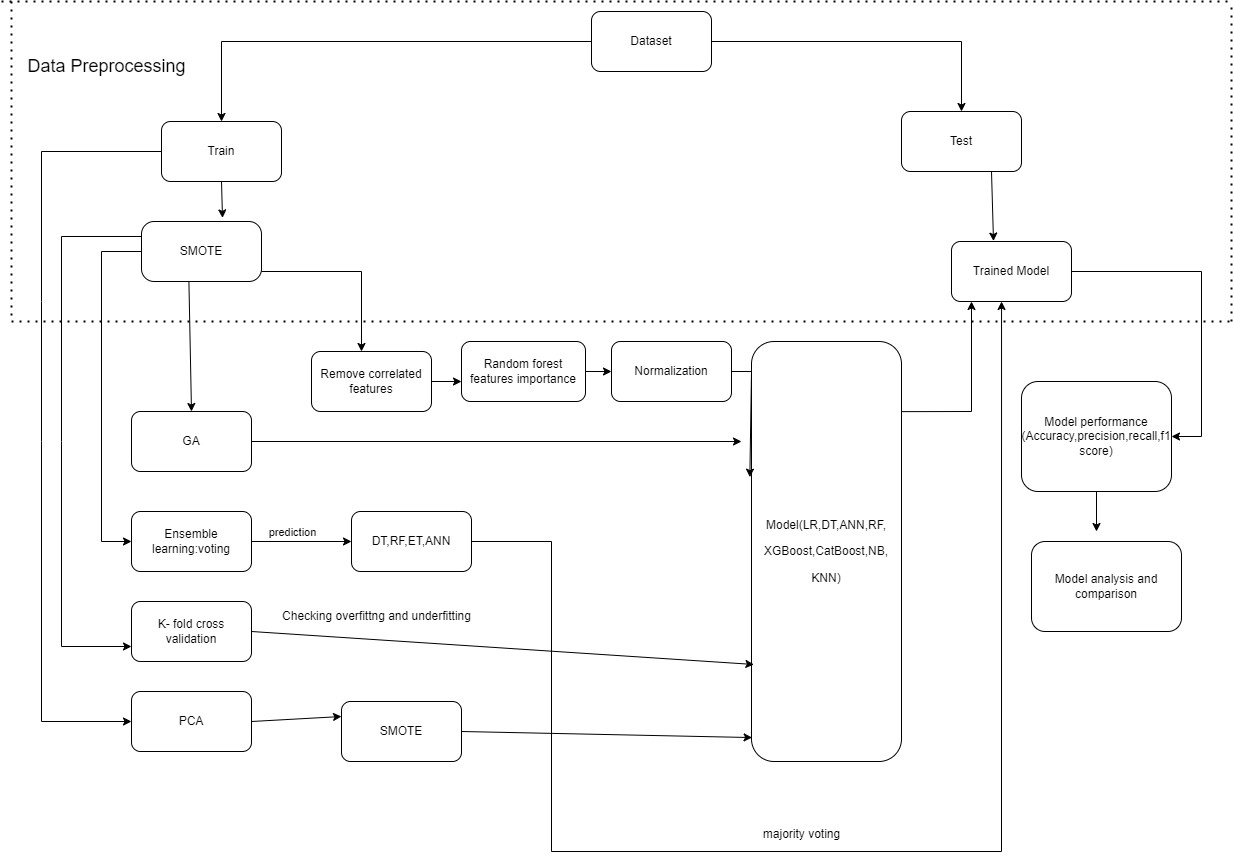 Dataset
Data Preprocessing
Train
Test
SMOTE
Trained Model
Remove correlated
features
Random forest
features importance
Normalization
GA
Model performance
(Accuracy,precision,recall,f1
score)
Ensemble
learning:voting
prediction
DT,RF,ET,ANN
Model(LR,DT,ANN,RF,
XGBoost,CatBoost,NB,
KNN)
Model analysis and
comparison
K- fold cross
validation
Checking overfittng and underfitting
PCA
SMOTE
majority voting